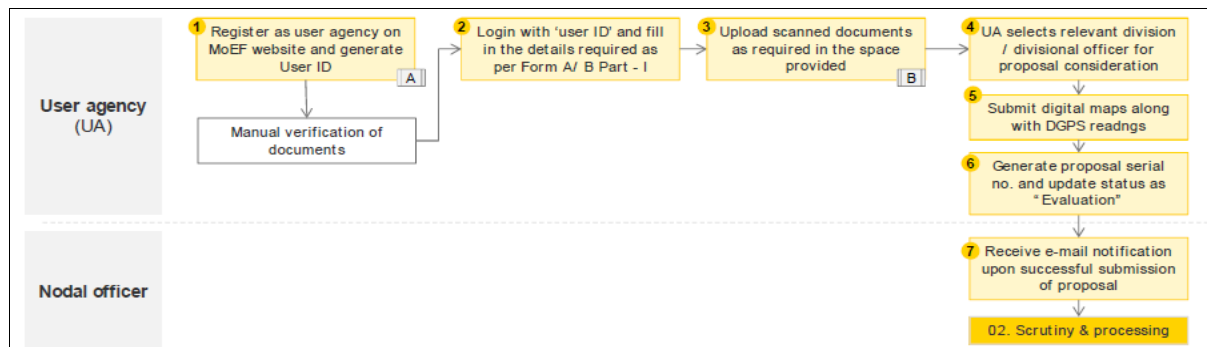 User agency
(UA)
1
Register as user agency on
MoEF website and generate
User ID
A
Manual verification of
documents
2
Login with ‘user ID’ and fill
in the details required as
per Form A/ B Part - I
3
Upload scanned documents
as required in the space
provided
B
4
UA selects relevant division
/ divisional officer for
proposal consideration
5
Submit digital maps along
with DGPS readngs
6
Generate proposal serial
no. and update status as
“Evaluation”
Nodal officer
7
Receive e-mail notification
upon successful submission
of proposal
02. Scrutiny & processing